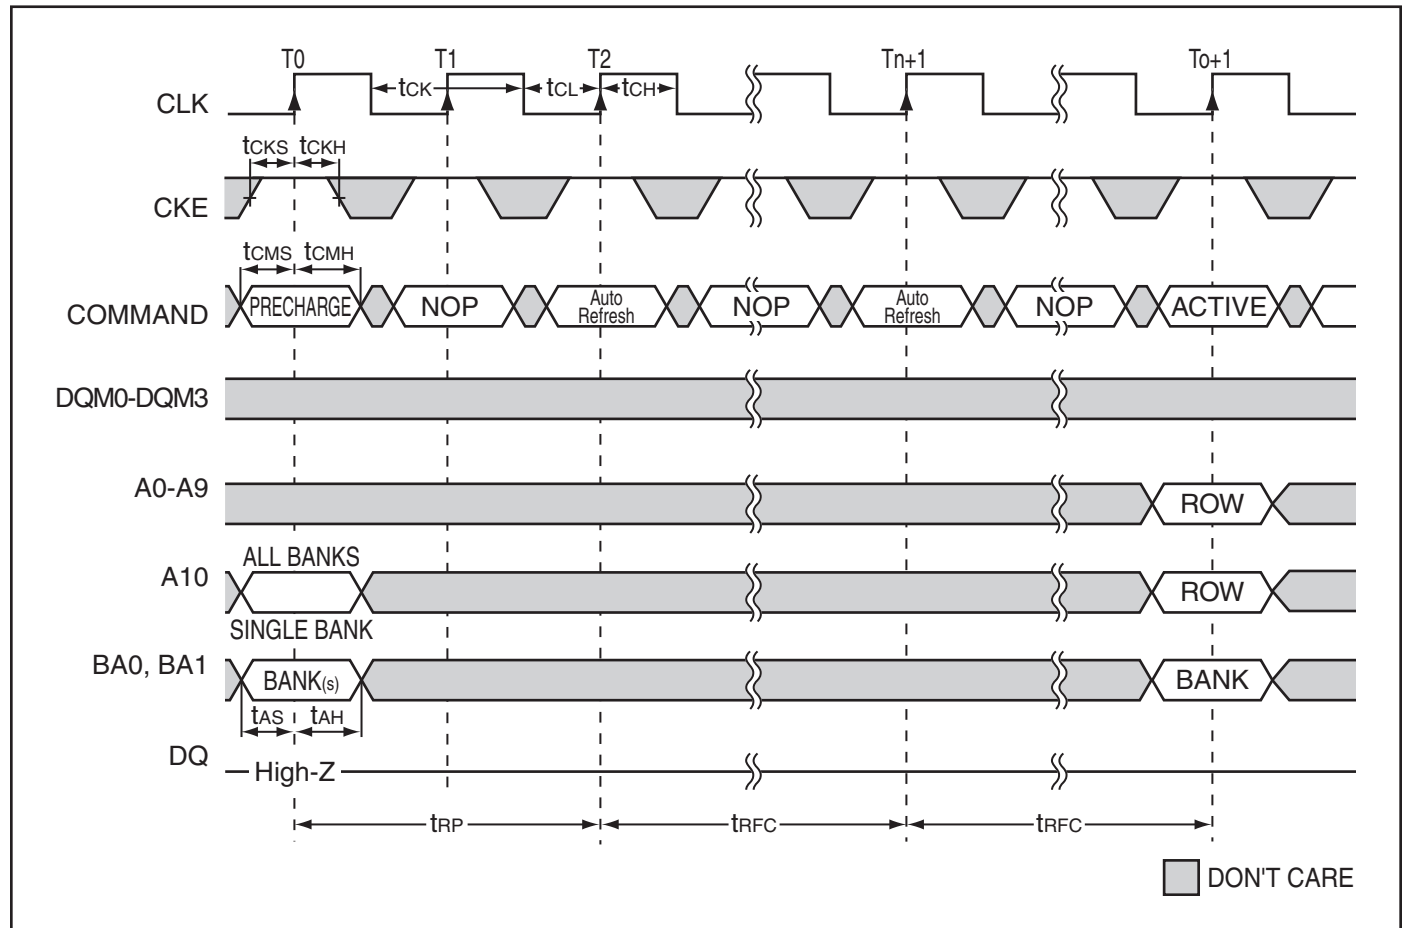 T0 T1 T2 Tn+1 To+1
CLK tCK tCL tCH
tCKS tCKH
CKE
tCMS tCMH
COMMAND PRECHARGE NOP Auto Refresh NOP Auto Refresh NOP ACTIVE
DQM0-DQM3
A0-A9 ROW
ALL BANKS
A10 ROW
SINGLE BANK
BA0, BA1 BANK(s) BANK
tAS tAH
DQ High-Z
tRP tRFC tRFC
DON'T CARE